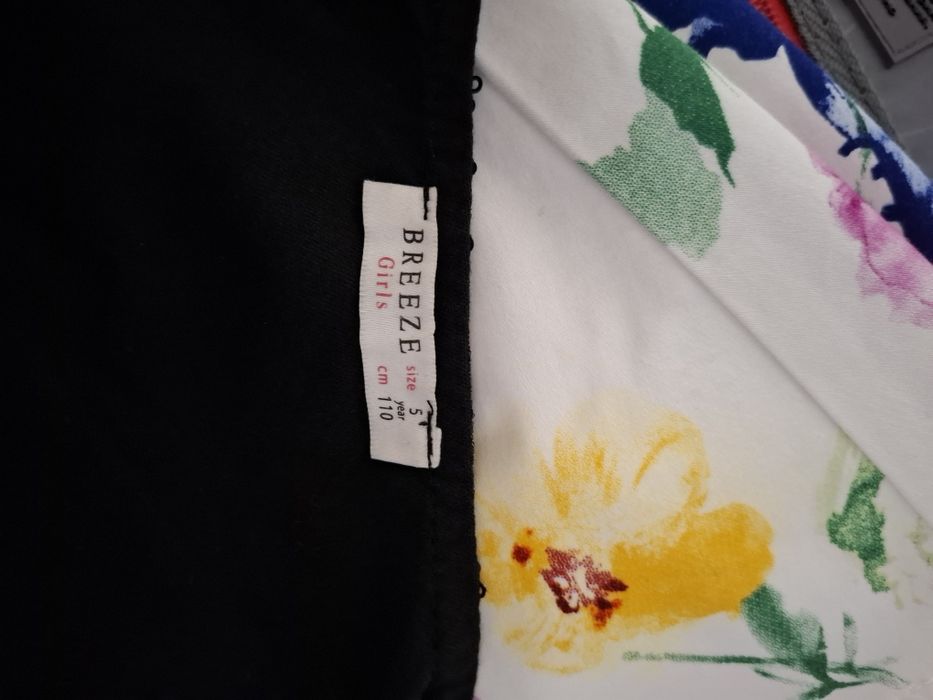 BREEZE
Girls
size 5
year
cm 110